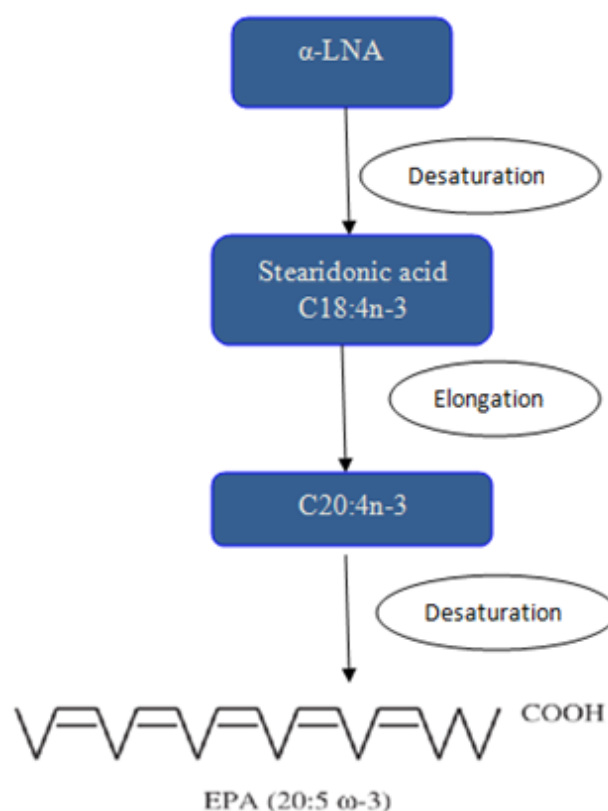 α-LNA
Desaturation
Stearidonic acid
C18:4n-3
Elongation
C20:4n-3
Desaturation
COOH
EPA (20:5 ω-3)